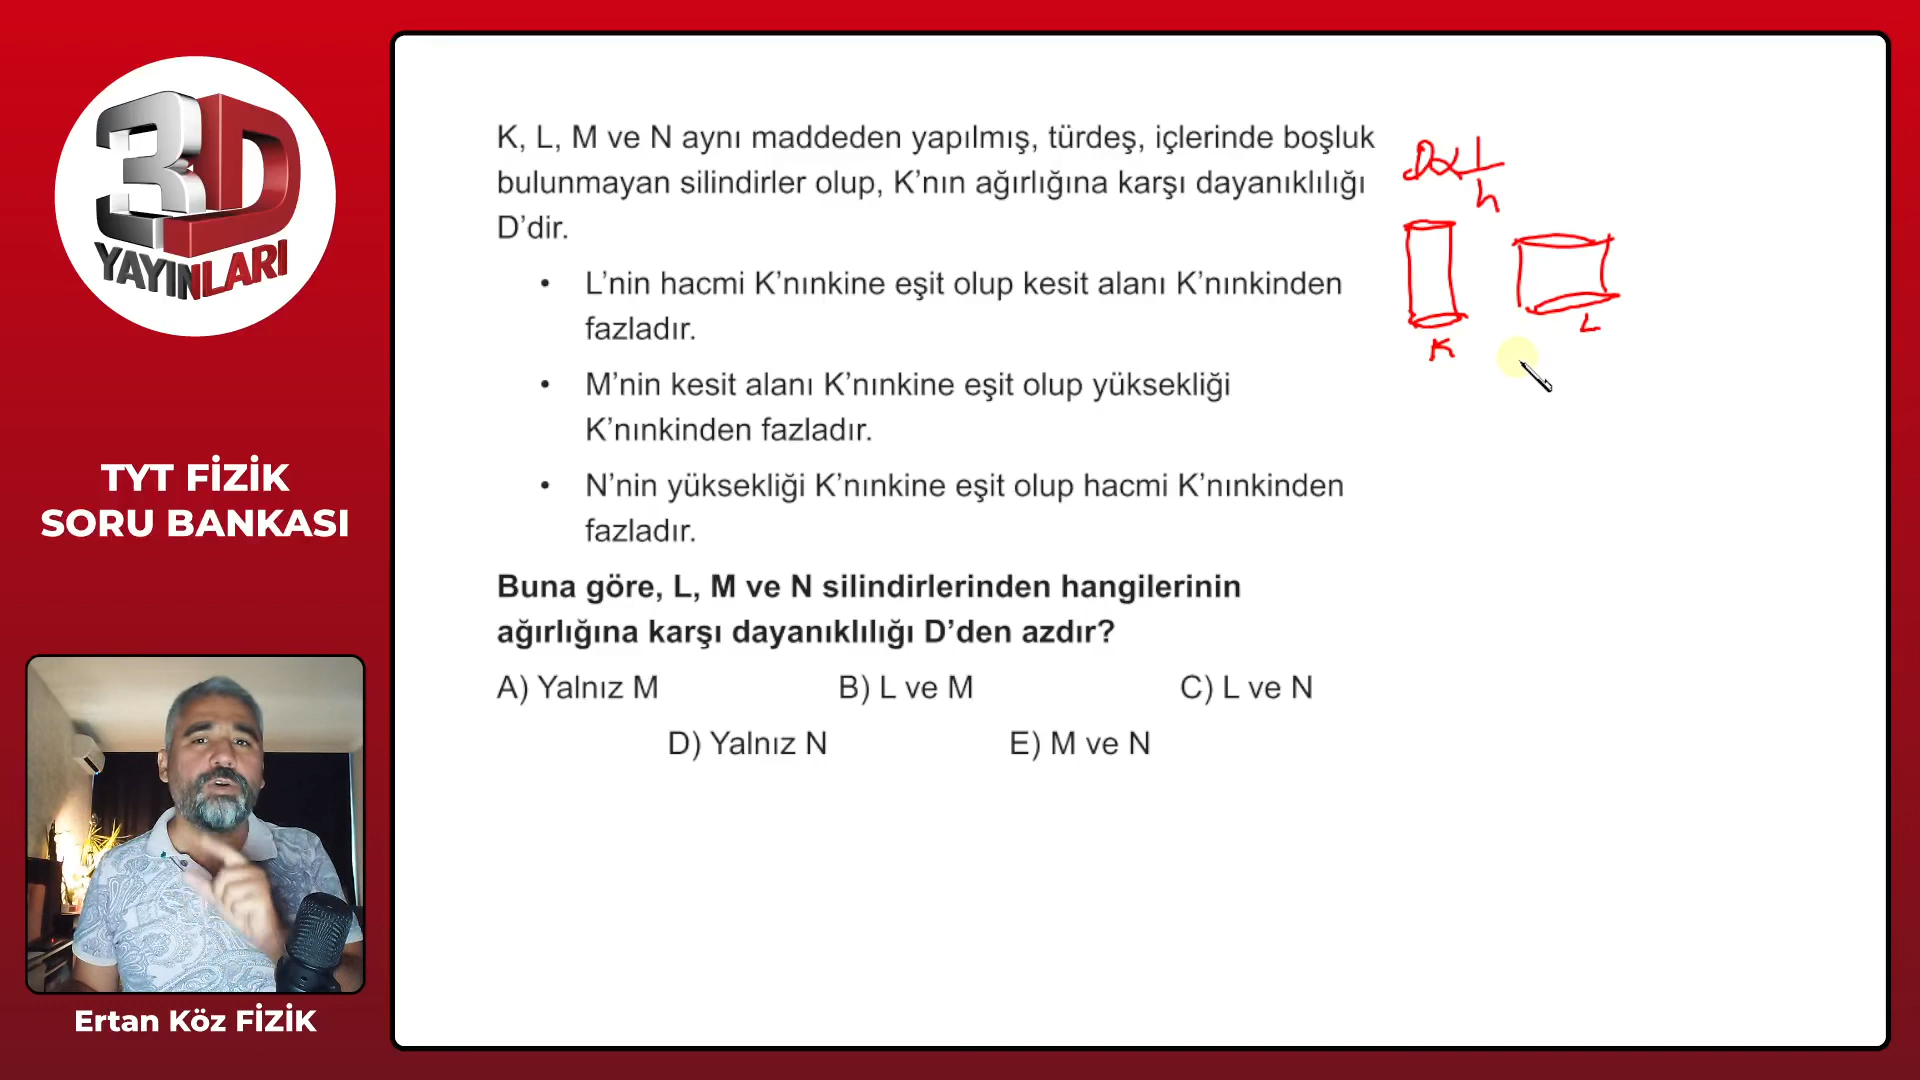 3D
YAYINLARI
TYT FİZİK
SORU BANKASI
Ertan Köz FİZİK
K, L, M ve N aynı maddeden yapılmış, türdeş, içlerinde boşluk
bulunmayan silindirler olup, K’nın ağırlığına karşı dayanıklılığı
D’dir.
• L’nin hacmi K’nınkine eşit olup kesit alanı K’nınkinden
fazladır.
• M’nin kesit alanı K’nınkine eşit olup yüksekliği
K’nınkinden fazladır.
• N’nin yüksekliği K’nınkine eşit olup hacmi K’nınkinden
fazladır.
Buna göre, L, M ve N silindirlerinden hangilerinin
ağırlığına karşı dayanıklılığı D’den azdır?
A) Yalnız M B) L ve M C) L ve N
D) Yalnız N E) M ve N
D∝1/h
K L